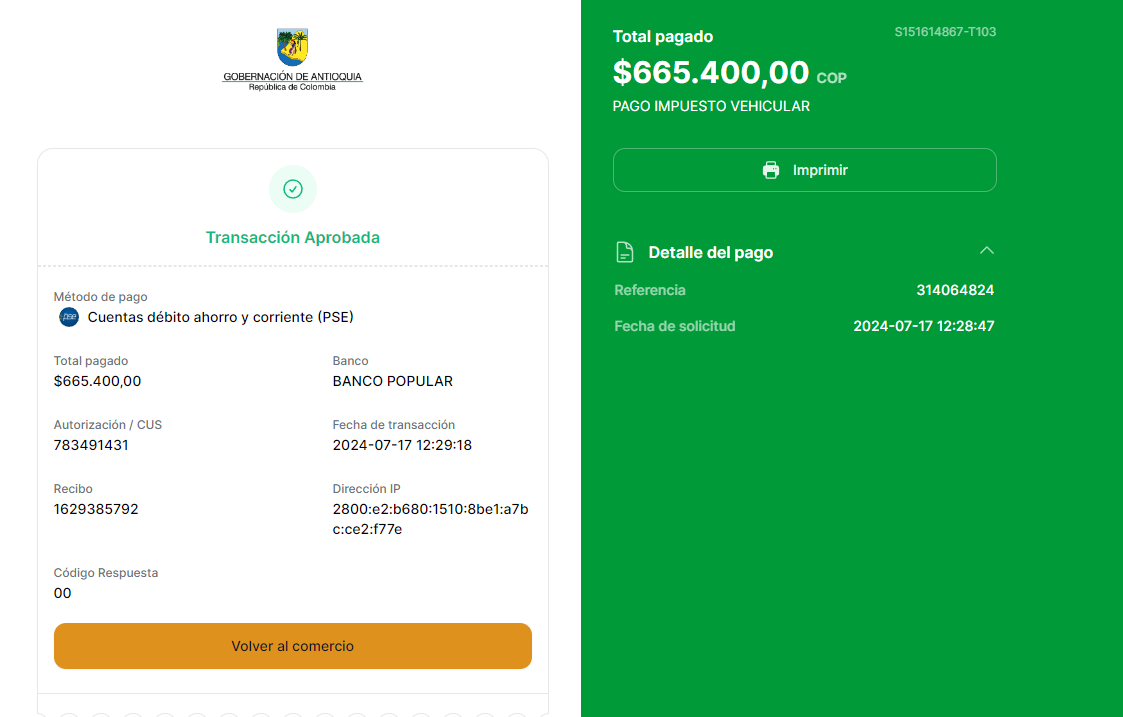 GOBERNACIÓN DE ANTIOQUIA
República de Colombia
Transacción Aprobada
Método de pago
pse Cuentas débito ahorro y corriente (PSE)
Total pagado
$665.400,00
Banco
BANCO POPULAR
Autorización / CUS
783491431
Fecha de transacción
2024-07-17 12:29:18
Recibo
1629385792
Dirección IP
2800:e2:b680:1510:8be1:a7b
c:ce2:f77e
Código Respuesta
00
Volver al comercio
Total pagado
S151614867-T103
$665.400,00 COP
PAGO IMPUESTO VEHICULAR
Imprimir
Detalle del pago
Referencia 314064824
Fecha de solicitud 2024-07-17 12:28:47